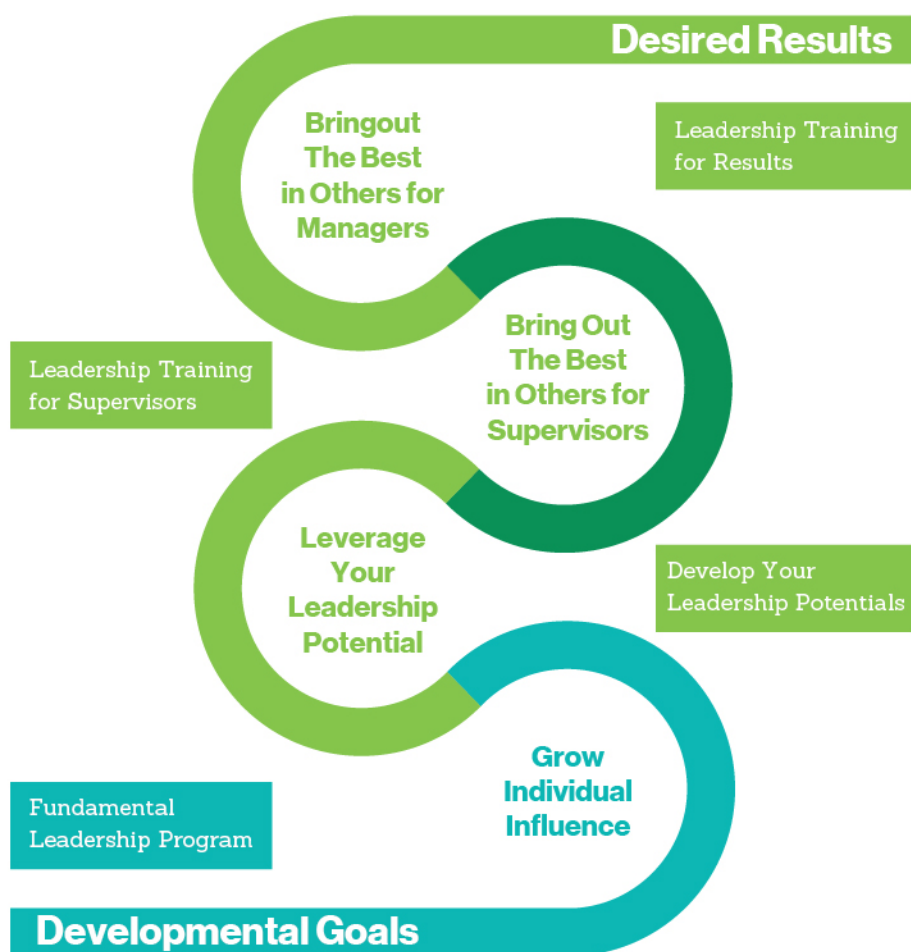 Desired Results
Bringout
The Best
in Others for
Managers
Leadership Training
for Results
Bring Out
The Best
in Others for
Supervisors
Leadership Training
for Supervisors
Leverage
Your
Leadership
Potential
Develop Your
Leadership Potentials
Grow
Individual
Influence
Fundamental
Leadership Program
Developmental Goals